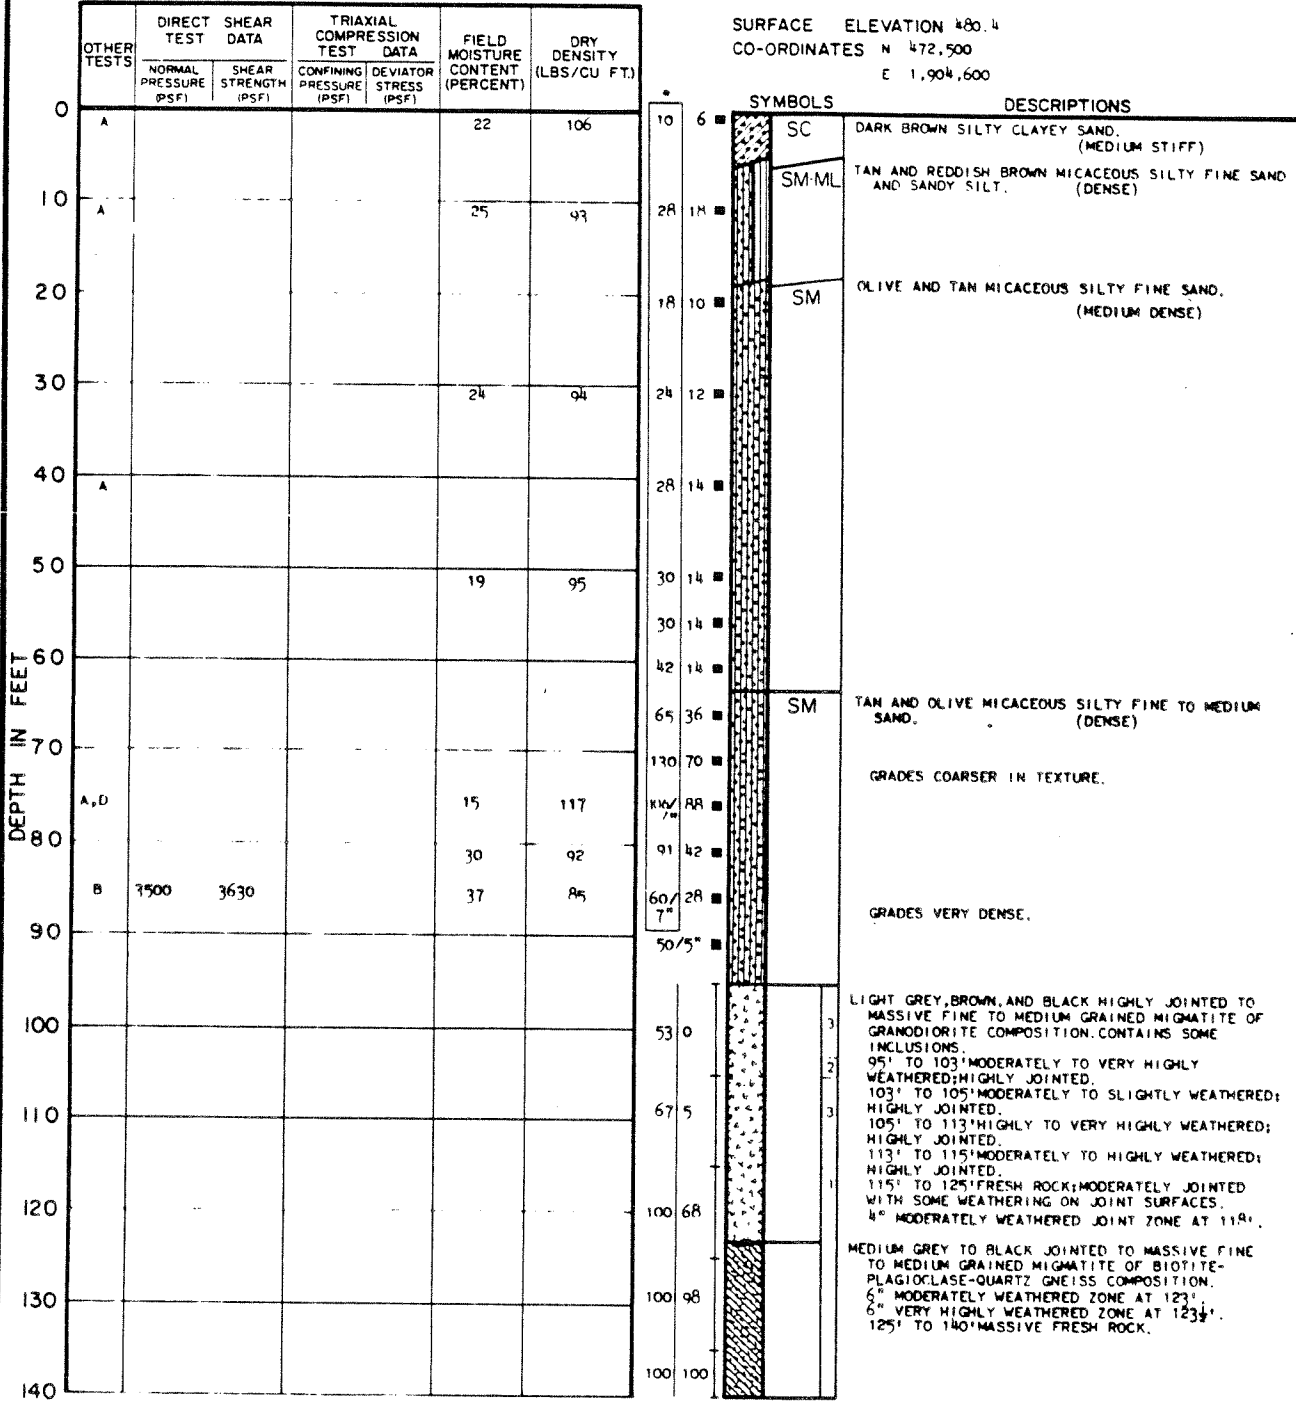 SURFACE ELEVATION 480.4
CO-ORDINATES N 472,500
E 1,904,600
OTHER TESTS
DIRECT SHEAR TEST DATA
NORMAL PRESSURE (PSF)
SHEAR STRENGTH (PSF)
TRIAXIAL COMPRESSION TEST DATA
CONFINING PRESSURE (PSF)
DEVIATOR STRESS (PSF)
FIELD MOISTURE CONTENT (PERCENT)
DRY DENSITY (LBS/CU FT.)
*
SYMBOLS DESCRIPTIONS
DEPTH IN FEET
0
A 22 106 10 6
SC DARK BROWN SILTY CLAYEY SAND.
(MEDIUM STIFF)
SM-ML TAN AND REDDISH BROWN MICACEOUS SILTY FINE SAND
AND SANDY SILT. (DENSE)
10
A 25 93 28 18
20
18 10
SM OLIVE AND TAN MICACEOUS SILTY FINE SAND.
(MEDIUM DENSE)
30
24 94 24 12
40
A 28 14
50
19 95 30 14
30 14
60
42 14
SM TAN AND OLIVE MICACEOUS SILTY FINE TO MEDIUM
SAND. (DENSE)
65 36
70
130 70
GRADES COARSER IN TEXTURE.
A,D 15 117 88
80
30 92 91 42
B 3500 3630 37 85 60/7" 28
GRADES VERY DENSE.
90
50/5"
LIGHT GREY, BROWN, AND BLACK HIGHLY JOINTED TO
MASSIVE FINE TO MEDIUM GRAINED MIGMATITE OF
GRANODIORITE COMPOSITION. CONTAINS SOME
INCLUSIONS.
95' TO 103' MODERATELY TO VERY HIGHLY
WEATHERED; HIGHLY JOINTED.
103' TO 105' MODERATELY TO SLIGHTLY WEATHERED;
HIGHLY JOINTED.
105' TO 113' HIGHLY TO VERY HIGHLY WEATHERED;
HIGHLY JOINTED.
113' TO 115' MODERATELY TO HIGHLY WEATHERED;
HIGHLY JOINTED.
115' TO 125' FRESH ROCK; MODERATELY JOINTED
WITH SOME WEATHERING ON JOINT SURFACES.
4" MODERATELY WEATHERED JOINT ZONE AT 118'.
100
53 0 3
2
110
67 5 3
1
120
100 68
MEDIUM GREY TO BLACK JOINTED TO MASSIVE FINE
TO MEDIUM GRAINED MIGMATITE OF BIOTITE-
PLAGIOCLASE-QUARTZ GNEISS COMPOSITION.
6" MODERATELY WEATHERED ZONE AT 123'.
6" VERY HIGHLY WEATHERED ZONE AT 123½'.
125' TO 140' MASSIVE FRESH ROCK.
130
100 98
100 100
140